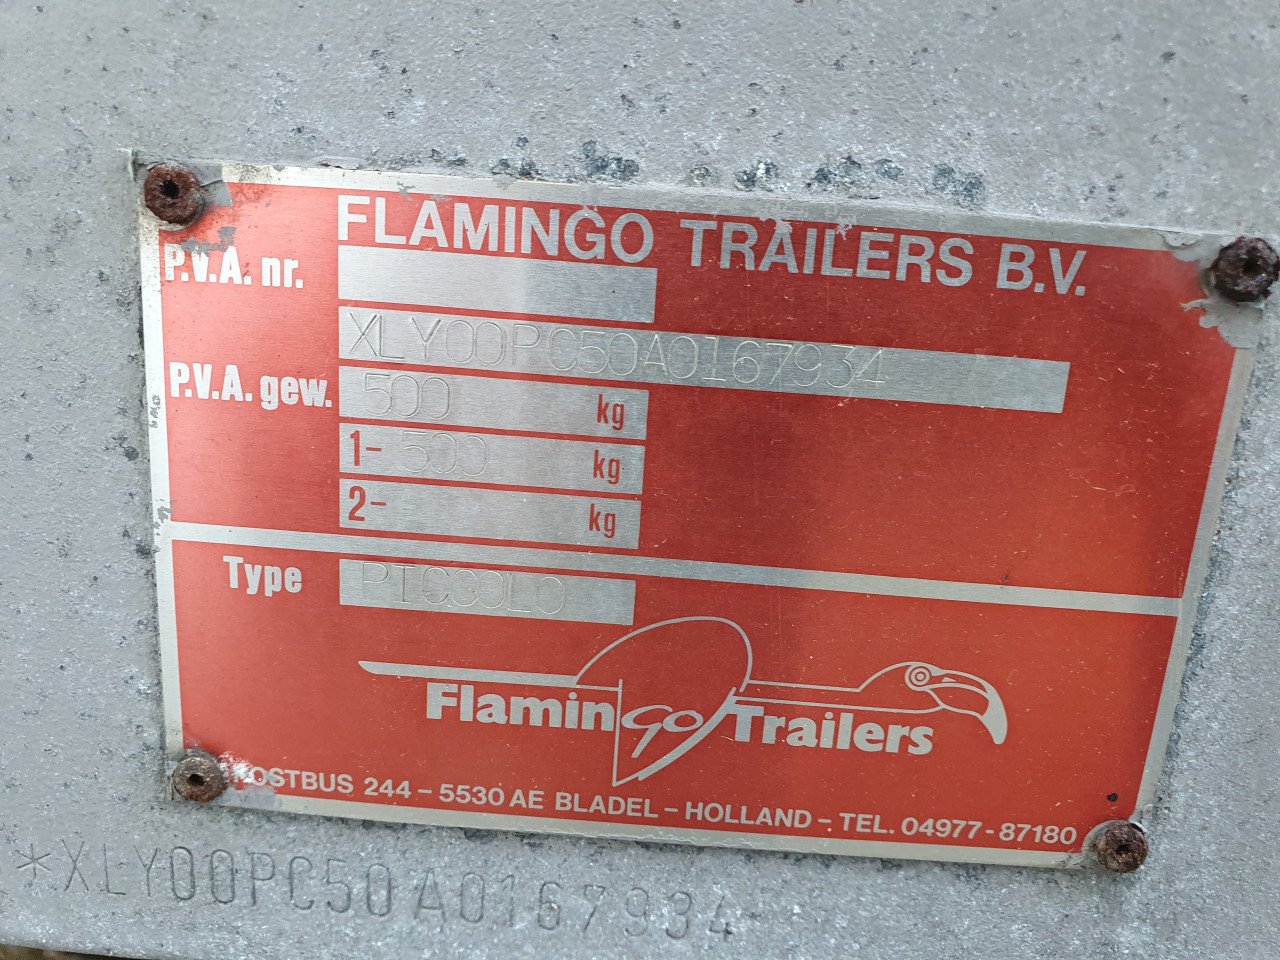 FLAMINGO TRAILERS B.V.
P.V.A. nr.
XLY00PC50A0167934
P.V.A. gew. 500 kg
1- 500 kg
2- kg
Type PICCOLO
Flamingo Trailers
POSTBUS 244 - 5530 AE BLADEL - HOLLAND - TEL. 04977-87180
*XLY00PC50A0167934